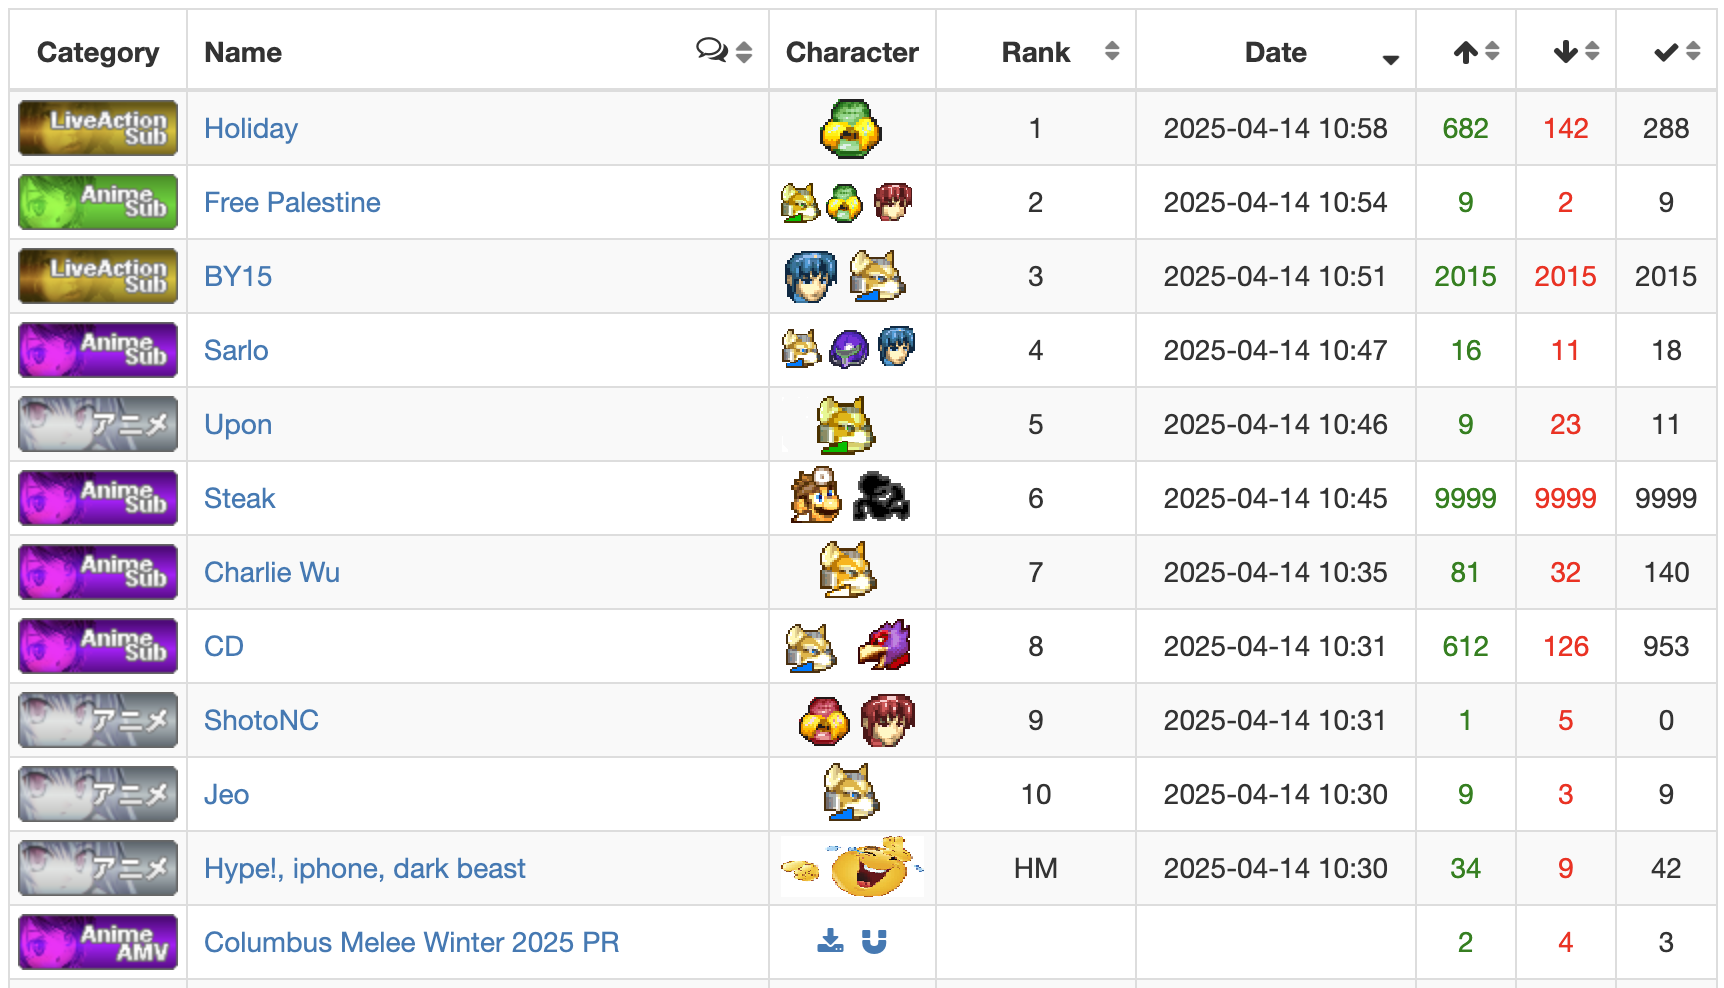 Category Name Character Rank Date
LiveAction Sub Holiday 1 2025-04-14 10:58 682 142 288
Anime Sub Free Palestine 2 2025-04-14 10:54 9 2 9
LiveAction Sub BY15 3 2025-04-14 10:51 2015 2015 2015
Anime Sub Sarlo 4 2025-04-14 10:47 16 11 18
アニメ Upon 5 2025-04-14 10:46 9 23 11
Anime Sub Steak 6 2025-04-14 10:45 9999 9999 9999
Anime Sub Charlie Wu 7 2025-04-14 10:35 81 32 140
Anime Sub CD 8 2025-04-14 10:31 612 126 953
アニメ ShotoNC 9 2025-04-14 10:31 1 5 0
アニメ Jeo 10 2025-04-14 10:30 9 3 9
アニメ Hype!, iphone, dark beast HM 2025-04-14 10:30 34 9 42
Anime AMV Columbus Melee Winter 2025 PR 2 4 3